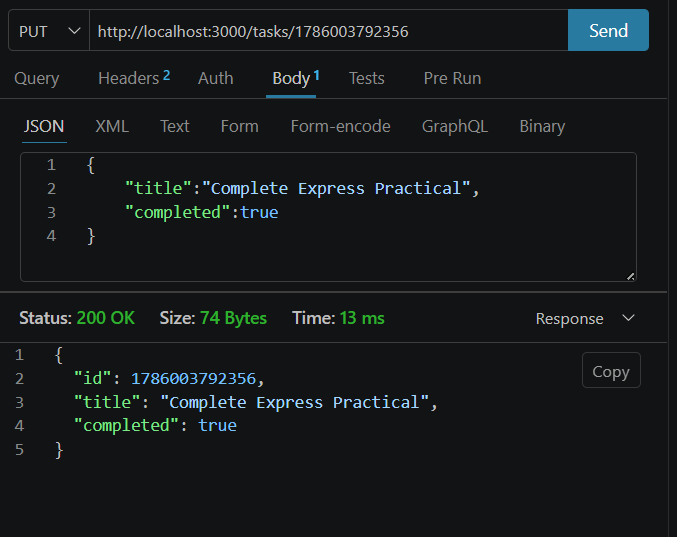 PUT http://localhost:3000/tasks/1786003792356 Send
Query Headers 2 Auth Body 1 Tests Pre Run
JSON XML Text Form Form-encode GraphQL Binary
1 {
2 "title":"Complete Express Practical",
3 "completed":true
4 }
Status: 200 OK Size: 74 Bytes Time: 13 ms Response
1 {
2 "id": 1786003792356,
3 "title": "Complete Express Practical",
4 "completed": true
5 }
Copy